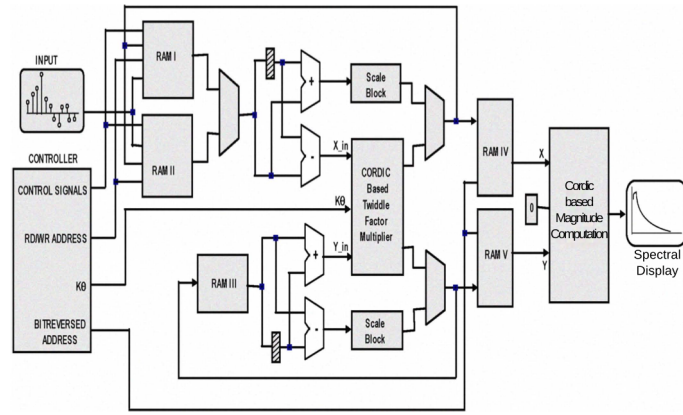 INPUT
RAM I
RAM II
CONTROLLER
CONTROL SIGNALS
RD/WR ADDRESS
Kθ
BITREVERSED
ADDRESS
+
-
Scale
Block
X_in
Kθ
Y_in
CORDIC
Based
Twiddle
Factor
Multiplier
RAM III
+
-
Scale
Block
RAM IV
RAM V
X
0
Y
Cordic
based
Magnitude
Computation
Spectral
Display